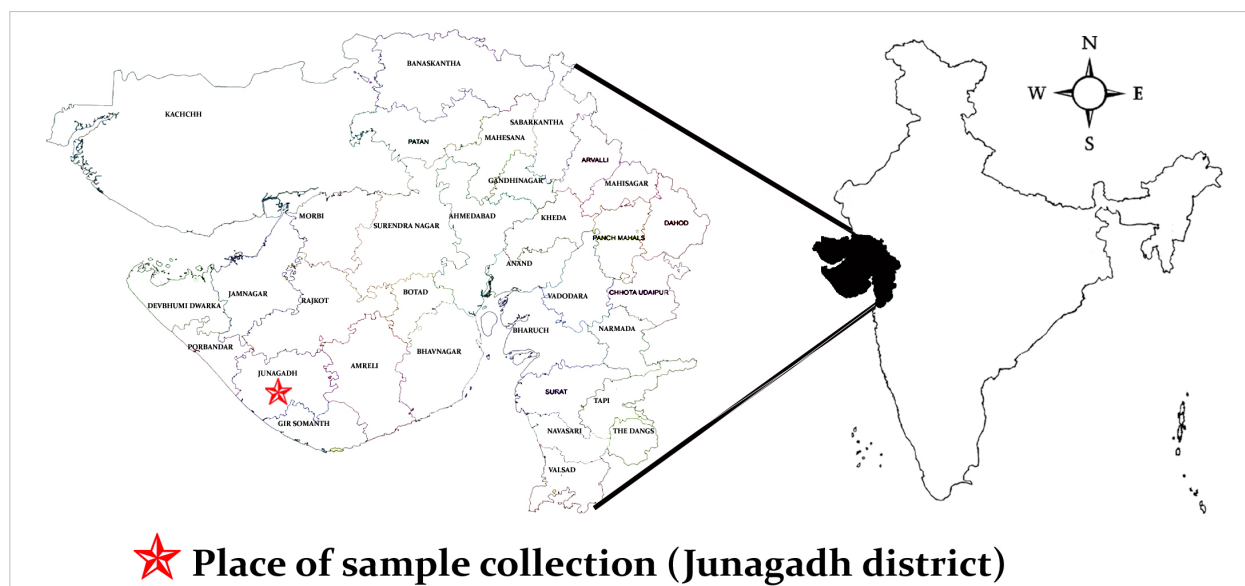 BANASKANTHA
KACHCHH
SABARKANTHA
PATAN
MAHESANA
ARVALLI
GANDHINAGAR
MAHISAGAR
MORBI
AHMEDABAD
KHEDA
SURENDRA NAGAR
DAHOD
PANCH MAHALS
ANAND
JAMNAGAR
BOTAD
VADODARA
CHHOTA UDAIPUR
DEVBHUMI DWARKA
RAJKOT
BHARUCH
NARMADA
PORBANDAR
BHAVNAGAR
JUNAGADH
AMRELI
SURAT
TAPI
GIR SOMANTH
NAVASARI
THE DANGS
VALSAD
N
W E
S
Place of sample collection (Junagadh district)